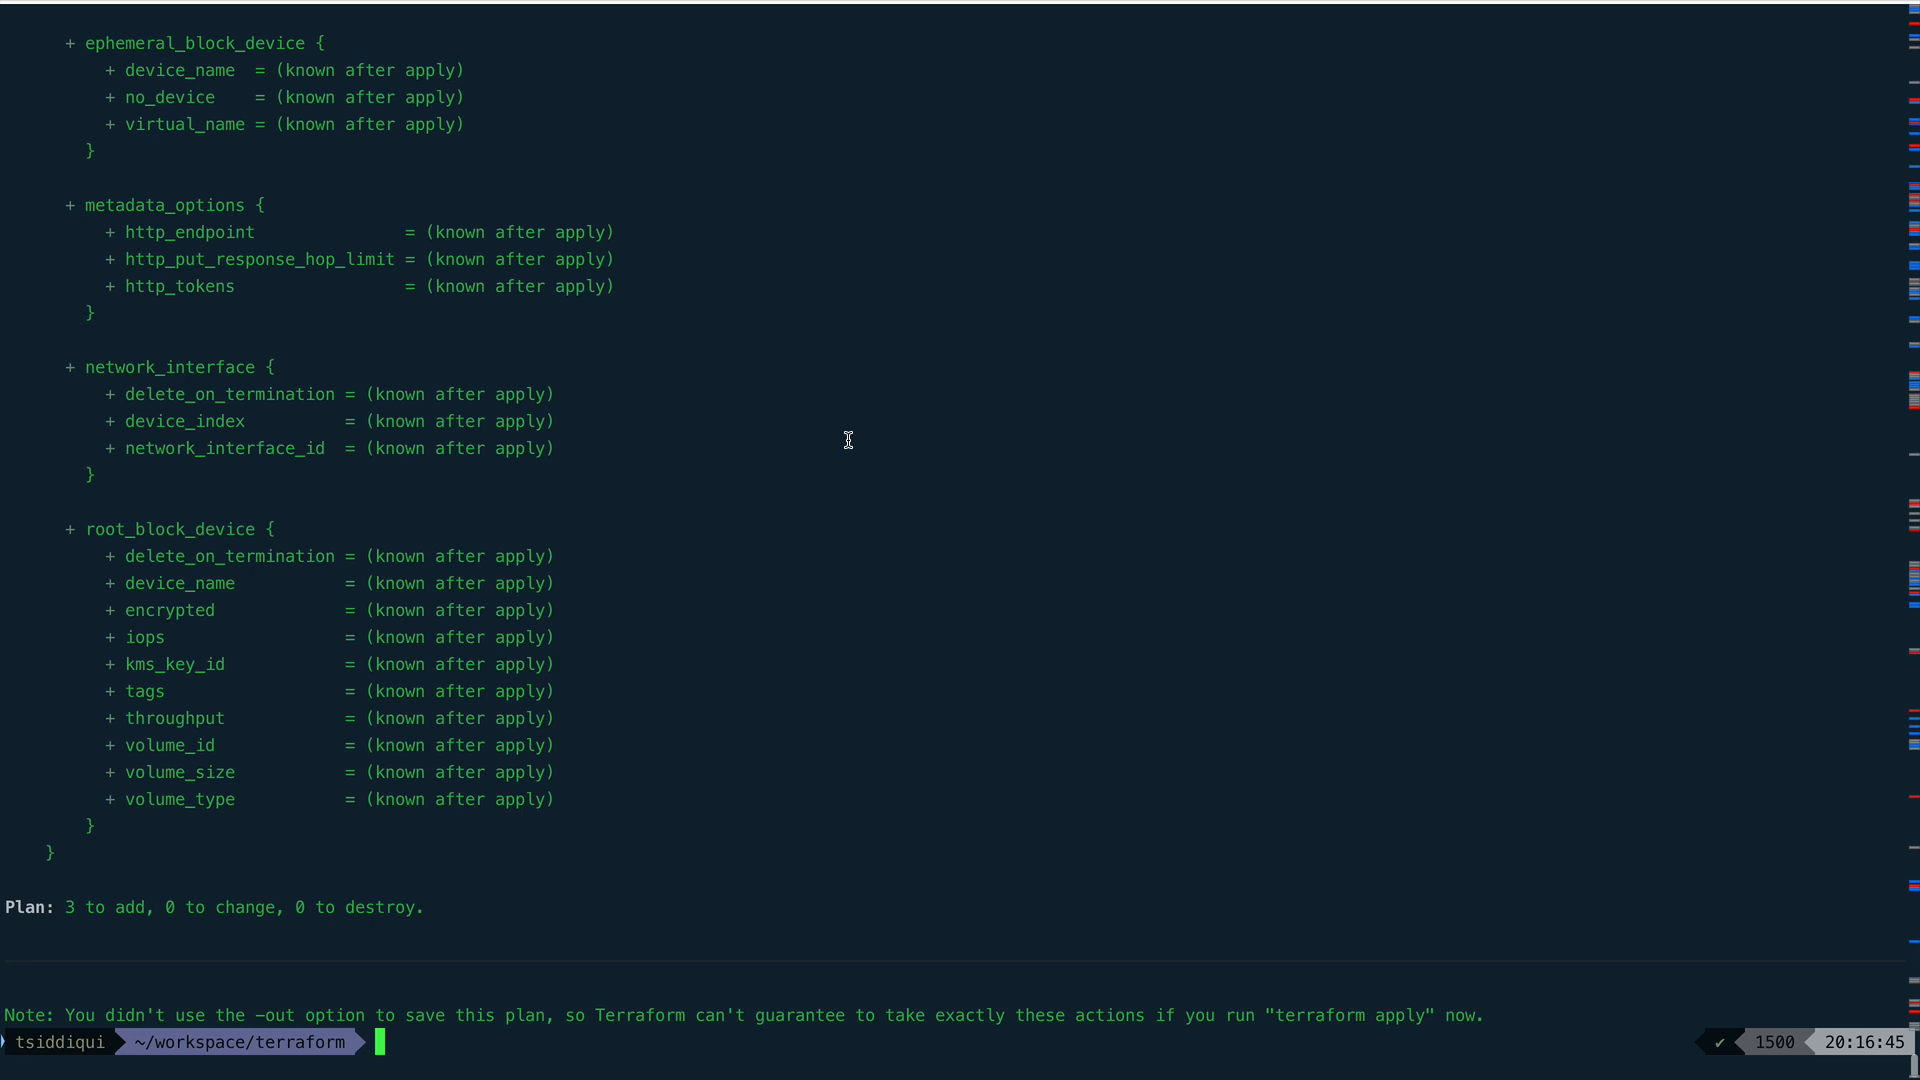 + ephemeral_block_device {
+ device_name  = (known after apply)
+ no_device    = (known after apply)
+ virtual_name = (known after apply)
}
+ metadata_options {
+ http_endpoint               = (known after apply)
+ http_put_response_hop_limit = (known after apply)
+ http_tokens                 = (known after apply)
}
+ network_interface {
+ delete_on_termination = (known after apply)
+ device_index          = (known after apply)
+ network_interface_id  = (known after apply)
}
+ root_block_device {
+ delete_on_termination = (known after apply)
+ device_name           = (known after apply)
+ encrypted             = (known after apply)
+ iops                  = (known after apply)
+ kms_key_id            = (known after apply)
+ tags                  = (known after apply)
+ throughput            = (known after apply)
+ volume_id             = (known after apply)
+ volume_size           = (known after apply)
+ volume_type           = (known after apply)
}
}
Plan: 3 to add, 0 to change, 0 to destroy.
Note: You didn't use the -out option to save this plan, so Terraform can't guarantee to take exactly these actions if you run "terraform apply" now.
tsiddiqui ~/workspace/terraform ✔ 1500 20:16:45